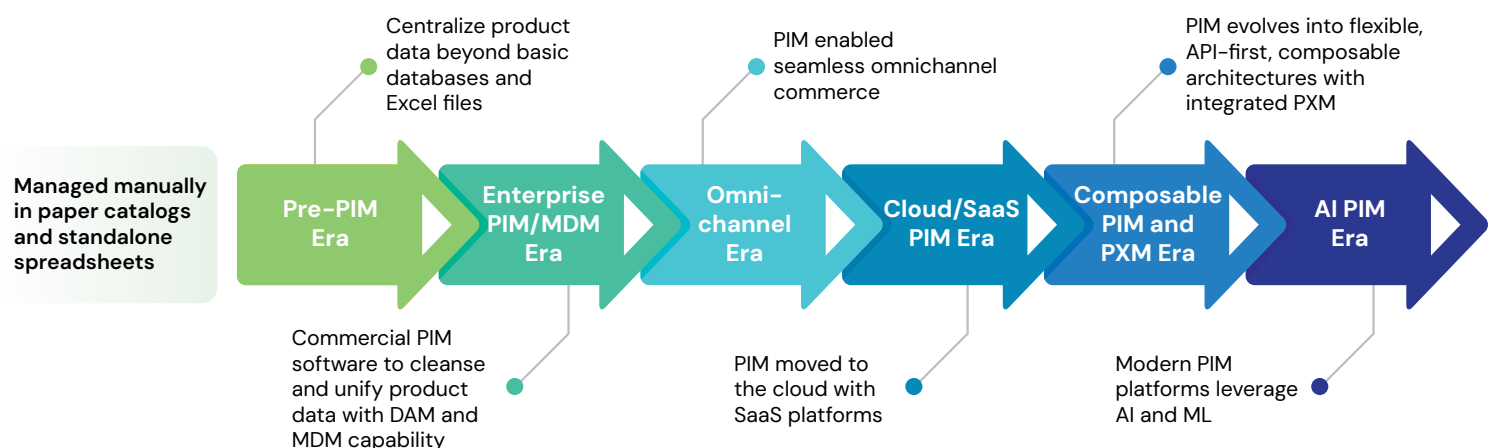 Managed manually
in paper catalogs
and standalone
spreadsheets
Centralize product
data beyond basic
databases and
Excel files
Pre-PIM
Era
Commercial PIM
software to cleanse
and unify product
data with DAM and
MDM capability
Enterprise
PIM/MDM
Era
PIM enabled
seamless omnichannel
commerce
Omni-
channel
Era
PIM moved to
the cloud with
SaaS platforms
Cloud/SaaS
PIM Era
PIM evolves into flexible,
API-first, composable
architectures with
integrated PXM
Composable
PIM and
PXM Era
Modern PIM
platforms leverage
AI and ML
AI PIM
Era